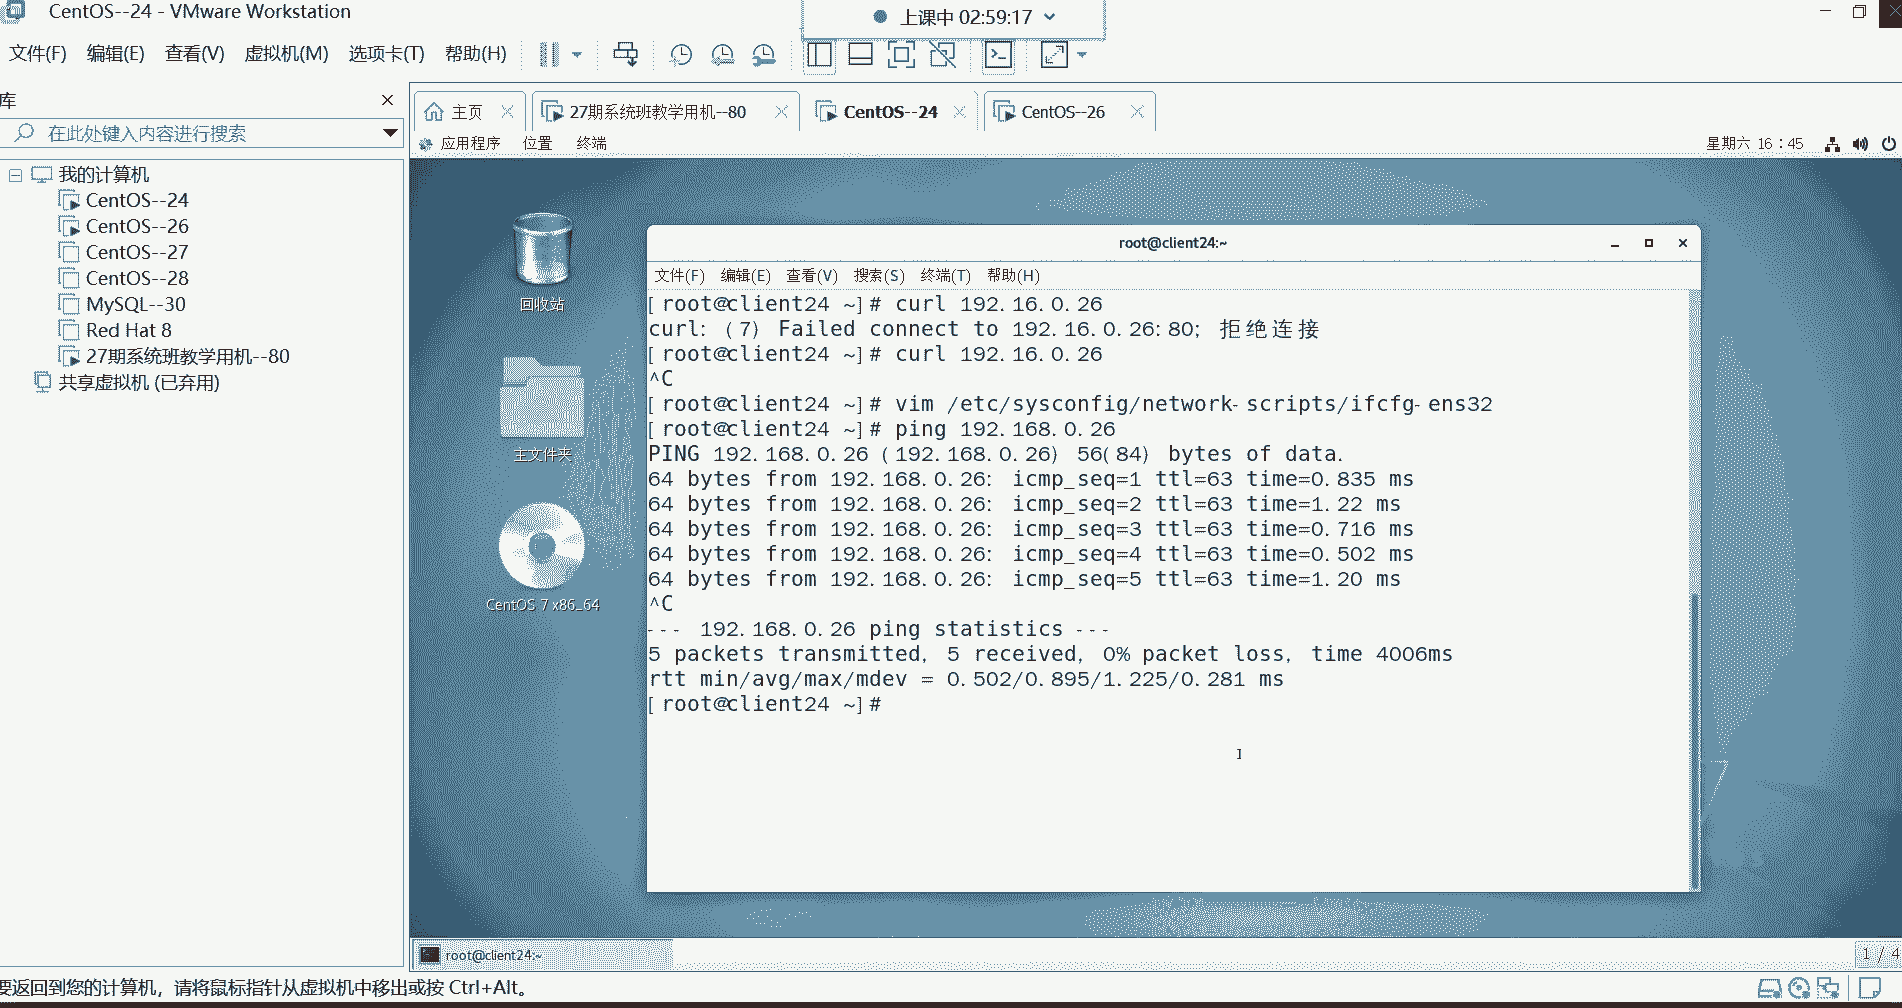 CentOS--24 - VMware Workstation
上课中 02:59:17
文件(F) 编辑(E) 查看(V) 虚拟机(M) 选项卡(T) 帮助(H)
库
在此处键入内容进行搜索
我的计算机
CentOS--24
CentOS--26
CentOS--27
CentOS--28
MySQL--30
Red Hat 8
27期系统班教学用机--80
共享虚拟机 (已弃用)
主页 27期系统班教学用机--80 CentOS--24 CentOS--26
应用程序 位置 终端 星期六 16：45
回收站
主文件夹
CentOS 7 x86_64
root@client24:~
文件(F) 编辑(E) 查看(V) 搜索(S) 终端(T) 帮助(H)
[root@client24 ~]# curl 192.16.0.26
curl: (7) Failed connect to 192.16.0.26:80; 拒绝连接
[root@client24 ~]# curl 192.16.0.26
^C
[root@client24 ~]# vim /etc/sysconfig/network-scripts/ifcfg-ens32
[root@client24 ~]# ping 192.168.0.26
PING 192.168.0.26 (192.168.0.26) 56(84) bytes of data.
64 bytes from 192.168.0.26: icmp_seq=1 ttl=63 time=0.835 ms
64 bytes from 192.168.0.26: icmp_seq=2 ttl=63 time=1.22 ms
64 bytes from 192.168.0.26: icmp_seq=3 ttl=63 time=0.716 ms
64 bytes from 192.168.0.26: icmp_seq=4 ttl=63 time=0.502 ms
64 bytes from 192.168.0.26: icmp_seq=5 ttl=63 time=1.20 ms
^C
--- 192.168.0.26 ping statistics ---
5 packets transmitted, 5 received, 0% packet loss, time 4006ms
rtt min/avg/max/mdev = 0.502/0.895/1.225/0.281 ms
[root@client24 ~]#
root@client24:~
1 / 4
要返回到您的计算机，请将鼠标指针从虚拟机中移出或按 Ctrl+Alt。